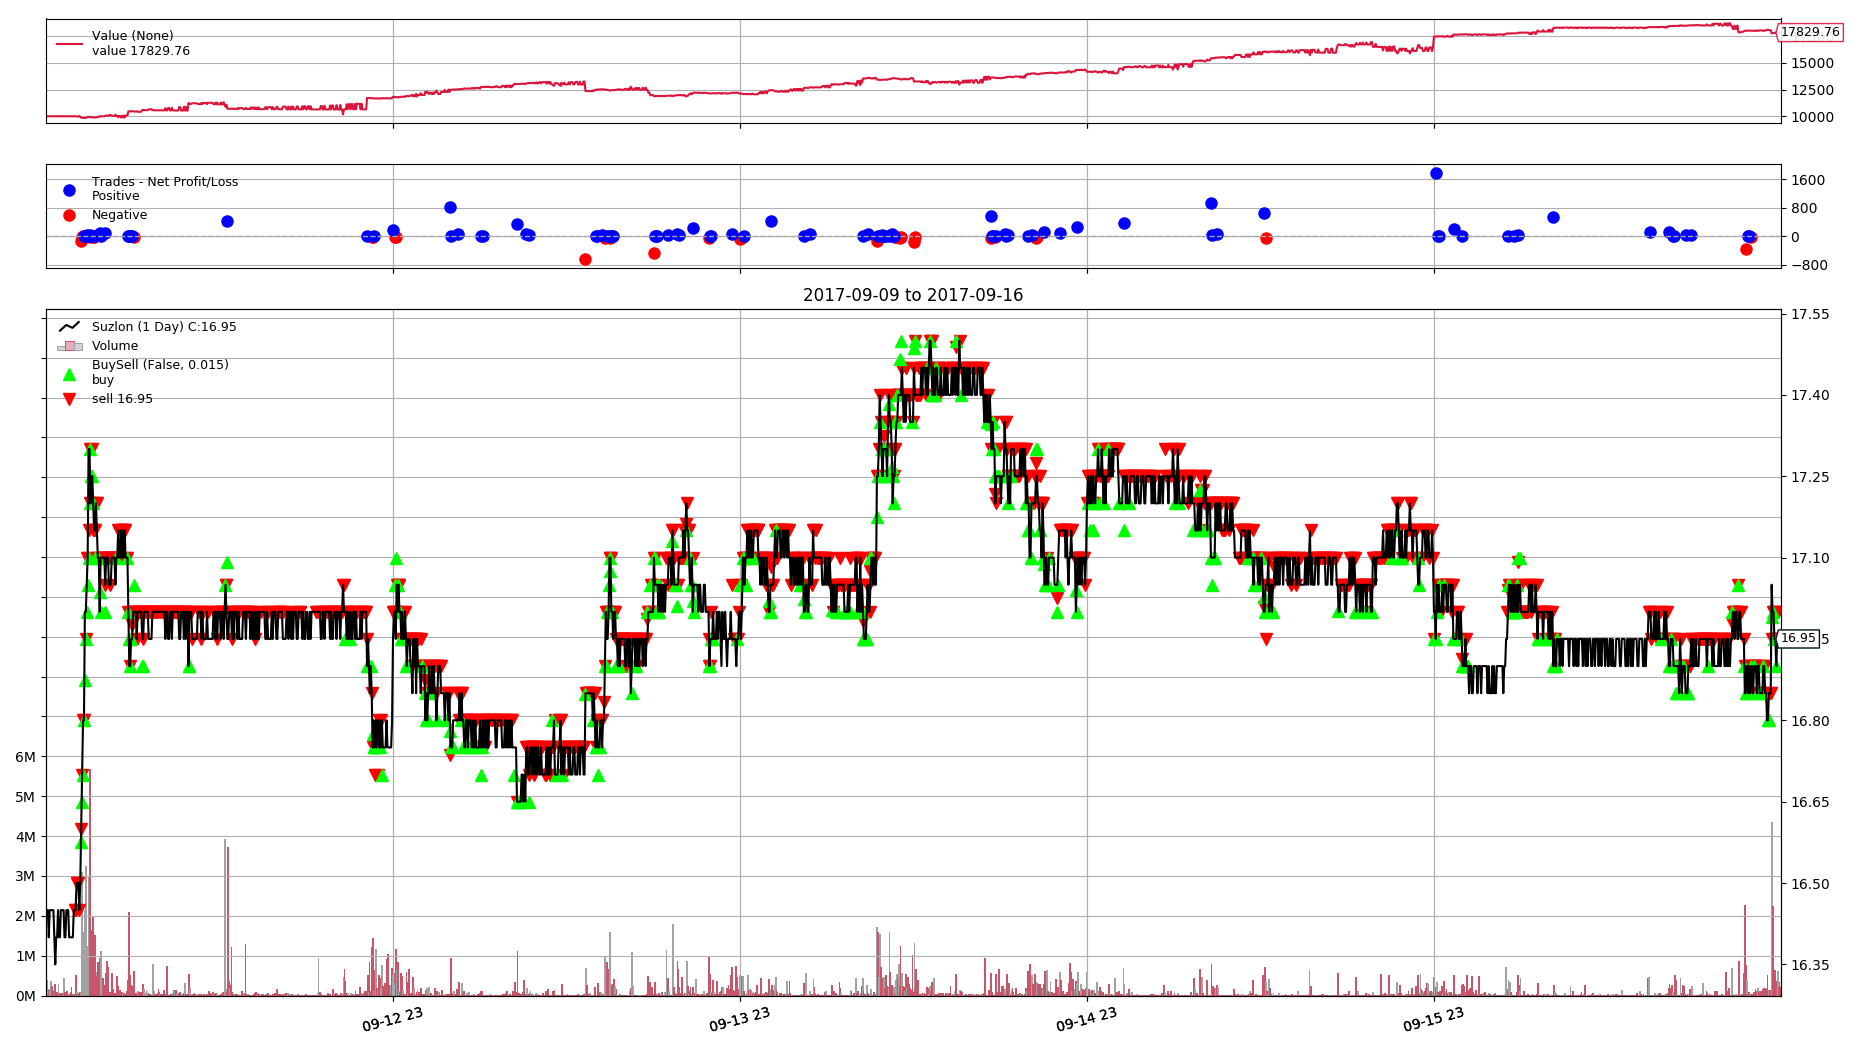 Value (None)
value 17829.76
17829.76
15000
12500
10000
Trades - Net Profit/Loss
Positive
Negative
1600
800
0
−800
2017-09-09 to 2017-09-16
Suzlon (1 Day) C:16.95
Volume
BuySell (False, 0.015)
buy
sell 16.95
17.55
17.40
17.25
17.10
16.95
5
16.80
16.65
16.50
16.35
6M
5M
4M
3M
2M
1M
0M
09-12 23
09-13 23
09-14 23
09-15 23